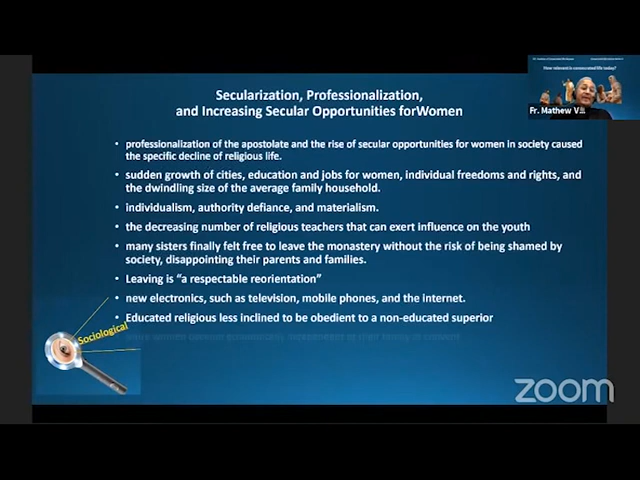 How relevant is consecrated life today?
Fr. Mathew V
Secularization, Professionalization,
and Increasing Secular Opportunities forWomen
• professionalization of the apostolate and the rise of secular opportunities for women in society caused
the specific decline of religious life.
• sudden growth of cities, education and jobs for women, individual freedoms and rights, and
the dwindling size of the average family household.
• individualism, authority defiance, and materialism.
• the decreasing number of religious teachers that can exert influence on the youth
• many sisters finally felt free to leave the monastery without the risk of being shamed by
society, disappointing their parents and families.
• Leaving is “a respectable reorientation”
• new electronics, such as television, mobile phones, and the internet.
• Educated religious less inclined to be obedient to a non-educated superior
Sociological
zoom